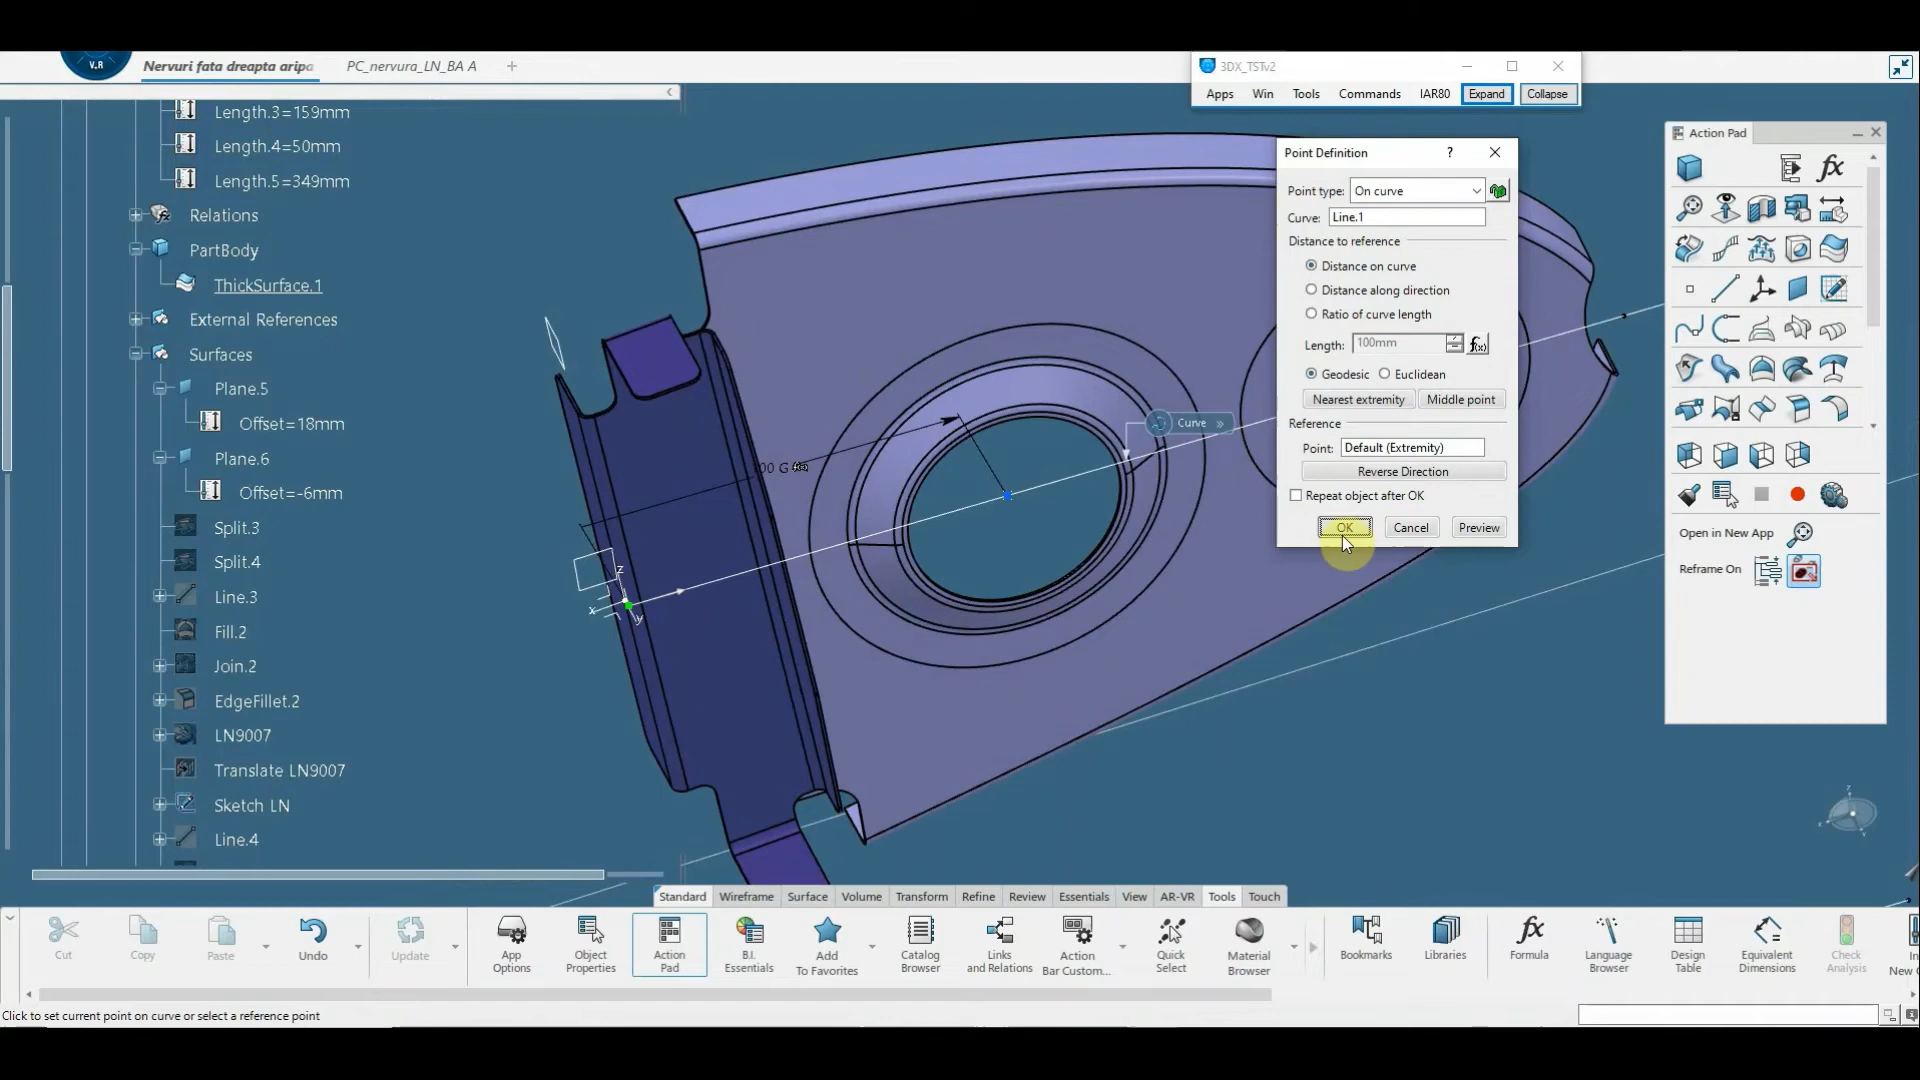 V.R
Nervuri fata dreapta aripa
PC_nervura_LN_BA A
3DX_TSTv2
Apps Win Tools Commands IAR80 Expand Collapse
Length.3=159mm
Length.4=50mm
Length.5=349mm
Relations
PartBody
ThickSurface.1
External References
Surfaces
Plane.5
Offset=18mm
Plane.6
Offset=-6mm
Split.3
Split.4
Line.3
Fill.2
Join.2
EdgeFillet.2
LN9007
Translate LN9007
Sketch LN
Line.4
Curve
00 G
z
x
y
Point Definition
Point type: On curve
Curve: Line.1
Distance to reference
Distance on curve
Distance along direction
Ratio of curve length
Length: 100mm
f(x)
Geodesic Euclidean
Nearest extremity Middle point
Reference
Point: Default (Extremity)
Reverse Direction
Repeat object after OK
OK Cancel Preview
Action Pad
fx
Open in New App
Reframe On
Standard Wireframe Surface Volume Transform Refine Review Essentials View AR-VR Tools Touch
Cut
Copy
Paste
Undo
Update
App Options
Object Properties
Action Pad
B.I. Essentials
Add To Favorites
Catalog Browser
Links and Relations
Action Bar Custom...
Quick Select
Material Browser
Bookmarks
Libraries
fx
Formula
Language Browser
Design Table
Equivalent Dimensions
Check Analysis
In New
Click to set current point on curve or select a reference point